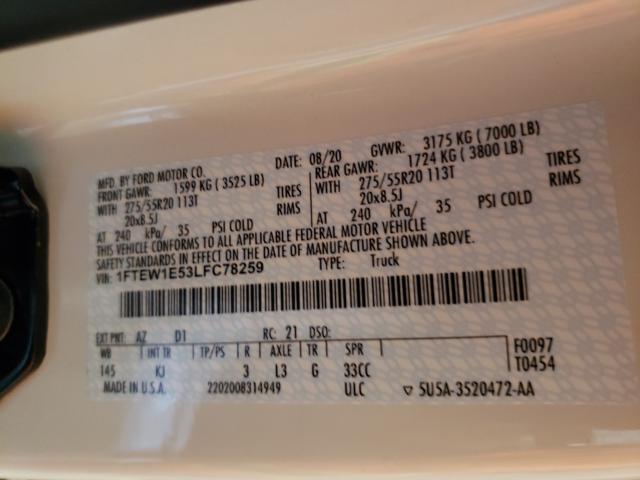 MFD. BY FORD MOTOR CO. DATE: 08/20 GVWR: 3175 KG ( 7000 LB)
FRONT GAWR: 1599 KG ( 3525 LB) REAR GAWR: 1724 KG ( 3800 LB)
WITH 275/55R20 113T TIRES WITH 275/55R20 113T TIRES
20x8.5J RIMS 20x8.5J RIMS
AT 240 kPa/ 35 PSI COLD AT 240 kPa/ 35 PSI COLD
THIS VEHICLE CONFORMS TO ALL APPLICABLE FEDERAL MOTOR VEHICLE
SAFETY STANDARDS IN EFFECT ON THE DATE OF MANUFACTURE SHOWN ABOVE.
VIN: 1FTEW1E53LFC78259 TYPE: Truck
EXT PNT: AZ D1 RC: 21 DSO:
WB INT TR TP/PS R AXLE TR SPR F0097
145 KJ 3 L3 G 33CC T0454
MADE IN U.S.A. 2202008314949 ULC ▽ 5U5A-3520472-AA